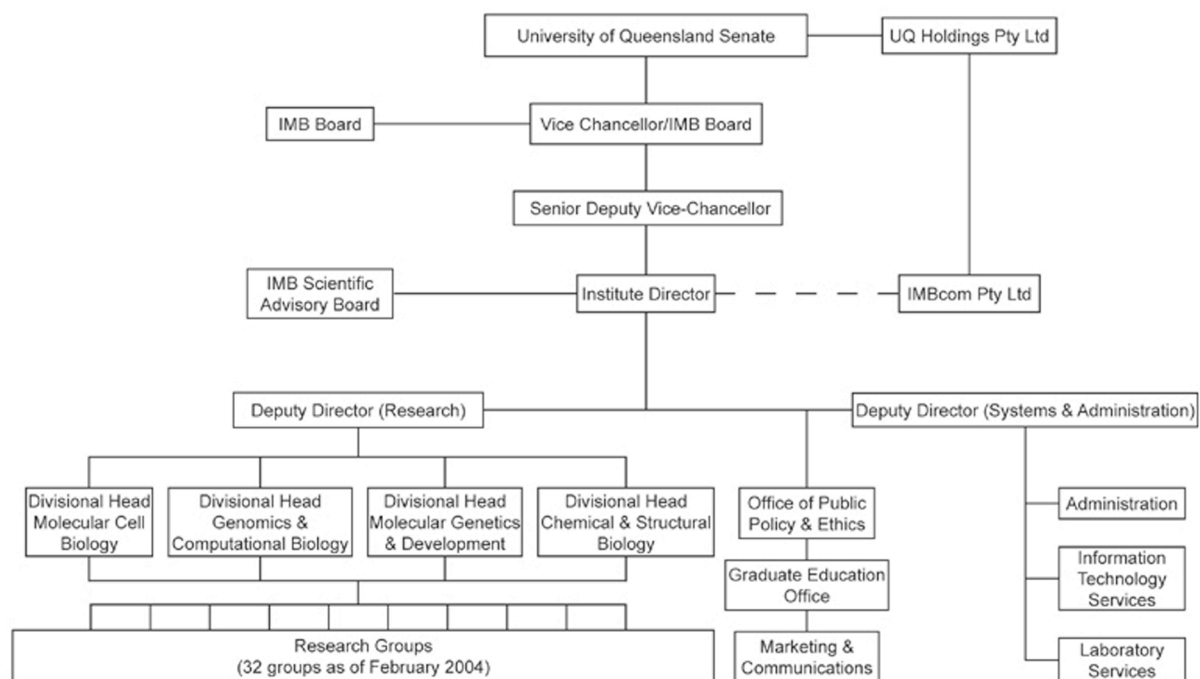 University of Queensland Senate
UQ Holdings Pty Ltd
IMB Board
Vice Chancellor/IMB Board
Senior Deputy Vice-Chancellor
IMB Scientific
Advisory Board
Institute Director
IMBcom Pty Ltd
Deputy Director (Research)
Deputy Director (Systems & Administration)
Divisional Head
Molecular Cell
Biology
Divisional Head
Genomics &
Computational Biology
Divisional Head
Molecular Genetics
& Development
Divisional Head
Chemical & Structural
Biology
Office of Public
Policy & Ethics
Administration
Graduate Education
Office
Information
Technology
Services
Research Groups
(32 groups as of February 2004)
Marketing &
Communications
Laboratory
Services